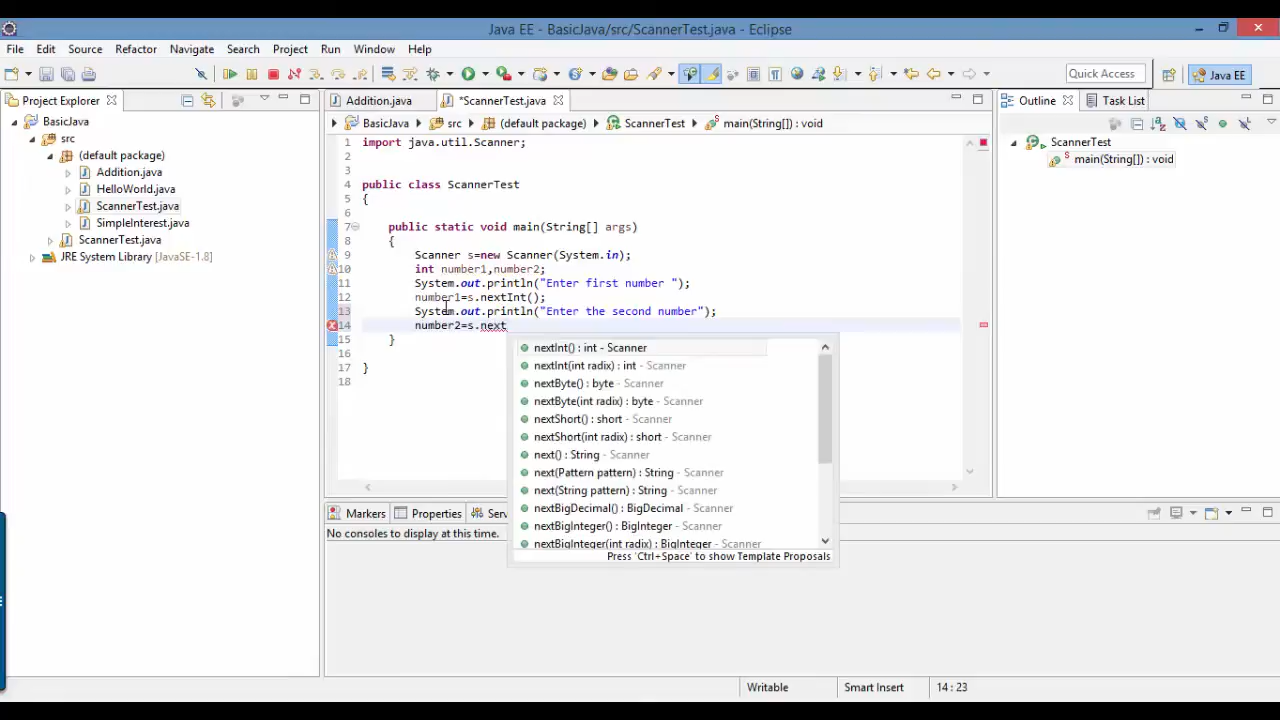 Java EE - BasicJava/src/ScannerTest.java - Eclipse
File Edit Source Refactor Navigate Search Project Run Window Help
Quick Access Java EE
Project Explorer
BasicJava
src
(default package)
Addition.java
HelloWorld.java
ScannerTest.java
SimpleInterest.java
ScannerTest.java
JRE System Library [JavaSE-1.8]
Addition.java *ScannerTest.java
BasicJava src (default package) ScannerTest main(String[]) : void
1 import java.util.Scanner;
2
3
4 public class ScannerTest
5 {
6
7 public static void main(String[] args)
8 {
9 Scanner s=new Scanner(System.in);
10 int number1,number2;
11 System.out.println("Enter first number ");
12 number1=s.nextInt();
13 System.out.println("Enter the second number");
14 number2=s.next
15 }
16
17 }
18
nextInt() : int - Scanner
nextInt(int radix) : int - Scanner
nextByte() : byte - Scanner
nextByte(int radix) : byte - Scanner
nextShort() : short - Scanner
nextShort(int radix) : short - Scanner
next() : String - Scanner
next(Pattern pattern) : String - Scanner
next(String pattern) : String - Scanner
nextBigDecimal() : BigDecimal - Scanner
nextBigInteger() : BigInteger - Scanner
nextBigInteger(int radix) : BigInteger - Scanner
Press 'Ctrl+Space' to show Template Proposals
Outline Task List
ScannerTest
main(String[]) : void
Markers Properties Serv
No consoles to display at this time.
Writable Smart Insert 14 : 23